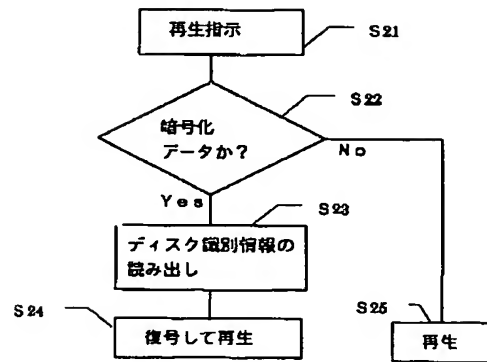 再生指示
S21
S22
暗号化
データか？
No
Yes
S23
ディスク識別情報の
読み出し
S24
復号して再生
S25
再生